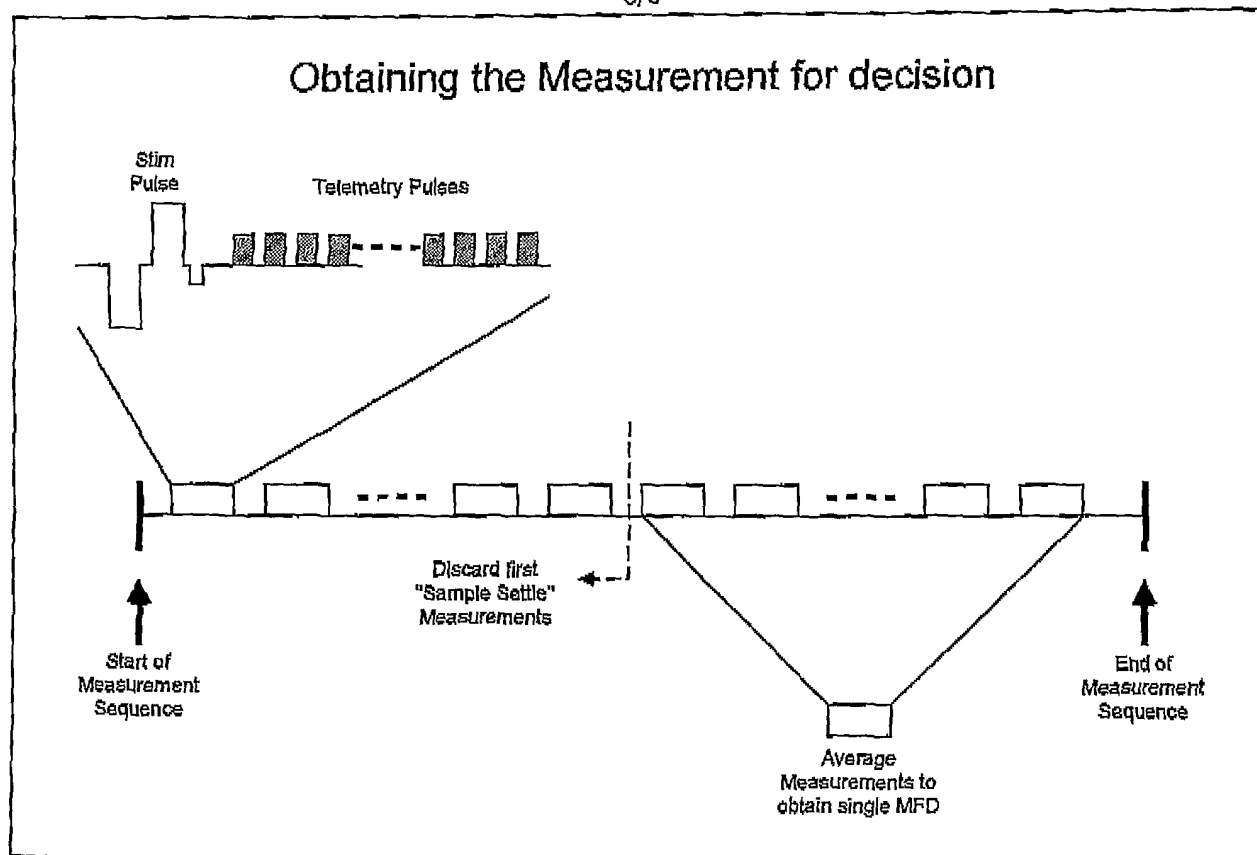 Obtaining the Measurement for decision
Stim
Pulse
Telemetry Pulses
Discard first
"Sample Settle"
Measurements
Start of
Measurement
Sequence
End of
Measurement
Sequence
Average
Measurements to
obtain single MFD